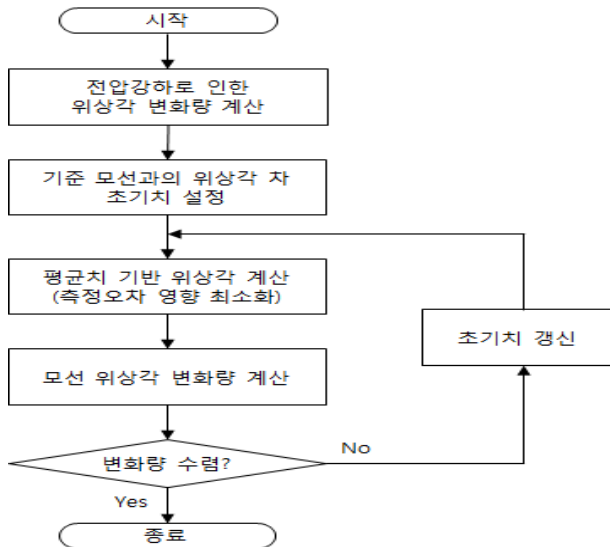 시작
전압강하로 인한
위상각 변화량 계산
기준 모선과의 위상각 차
초기치 설정
평균치 기반 위상각 계산
(측정오차 영향 최소화)
초기치 갱신
모선 위상각 변화량 계산
변화량 수렴?
No
Yes
종료